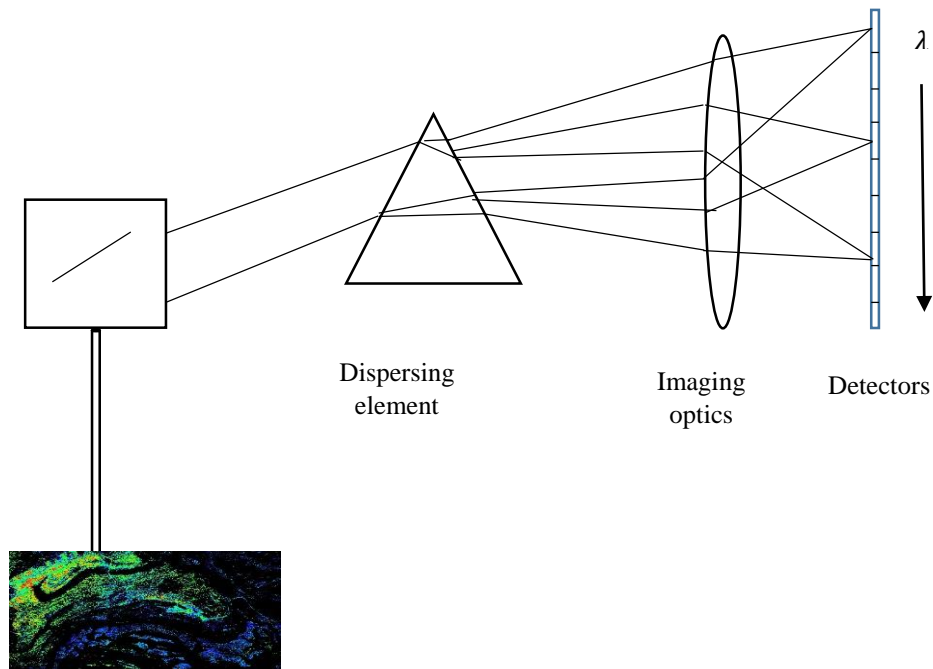 λ
Dispersing
element
Imaging
optics
Detectors